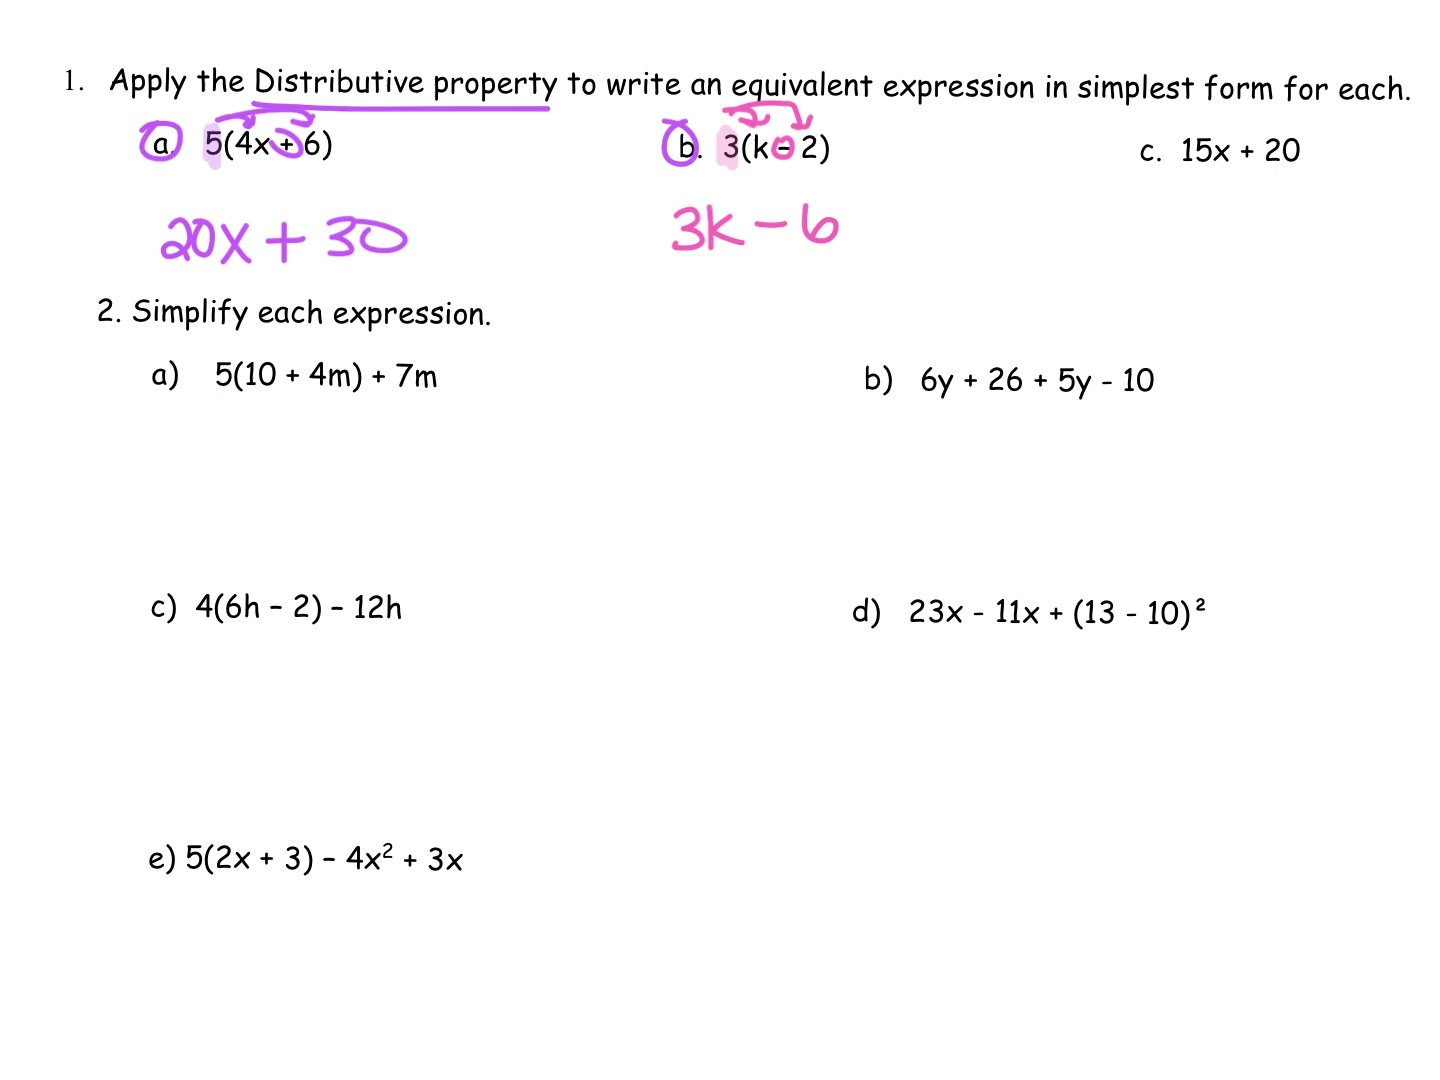 1. Apply the Distributive property to write an equivalent expression in simplest form for each.
a. 5(4x + 6) b. 3(k - 2) c. 15x + 20
20x + 30 3k - 6
2. Simplify each expression.
a) 5(10 + 4m) + 7m b) 6y + 26 + 5y - 10
c) 4(6h – 2) – 12h d) 23x - 11x + (13 - 10)²
e) 5(2x + 3) – 4x² + 3x